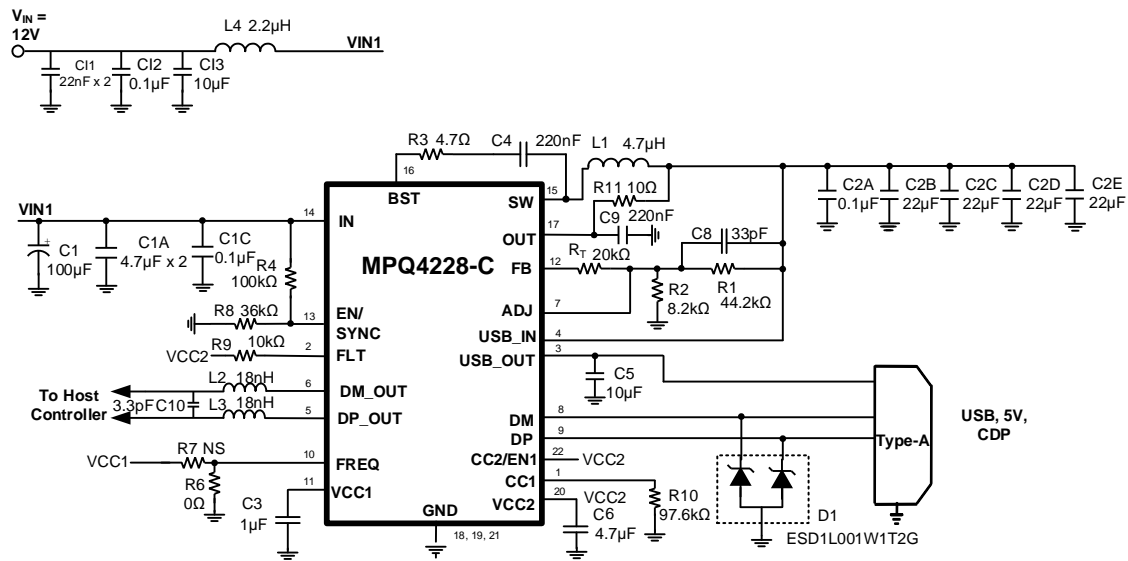 VIN =
12V
L4 2.2µH
VIN1
CI1
22nF x 2
CI2
0.1µF
CI3
10µF
R3 4.7Ω
C4
220nF
L1 4.7µH
16
BST
15
SW
R11 10Ω
C9
220nF
17
OUT
C2A
0.1µF
C2B
22µF
C2C
22µF
C2D
22µF
C2E
22µF
VIN1
14
IN
C1
+
100µF
C1A
4.7µF x 2
C1C
0.1µF
R4
100kΩ
MPQ4228-C
C8
33pF
12
FB
RT 20kΩ
R2
8.2kΩ
R1
44.2kΩ
7
ADJ
R8 36kΩ
13
EN/
SYNC
4
USB_IN
R9
10kΩ
VCC2
2
FLT
3
USB_OUT
C5
10µF
L2 18nH
6
DM_OUT
To Host
Controller
3.3pF C10
L3 18nH
5
DP_OUT
8
DM
9
DP
Type-A
USB, 5V,
CDP
VCC1
R7 NS
10
FREQ
22
CC2/EN1
VCC2
R6
0Ω
11
VCC1
1
CC1
20
VCC2
VCC2
C6
4.7µF
R10
97.6kΩ
C3
1µF
GND
18, 19, 21
D1
ESD1L001W1T2G